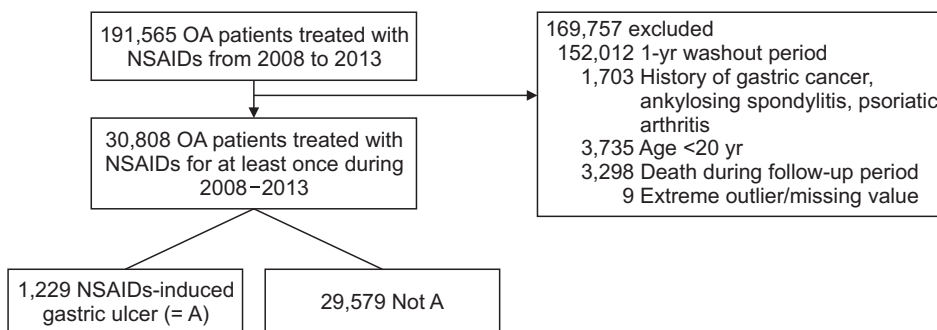 191,565 OA patients treated with
NSAIDs from 2008 to 2013
169,757 excluded
152,012 1-yr washout period
1,703 History of gastric cancer,
ankylosing spondylitis, psoriatic
arthritis
3,735 Age <20 yr
3,298 Death during follow-up period
9 Extreme outlier/missing value
30,808 OA patients treated with
NSAIDs for at least once during
2008−2013
1,229 NSAIDs-induced
gastric ulcer (= A)
29,579 Not A